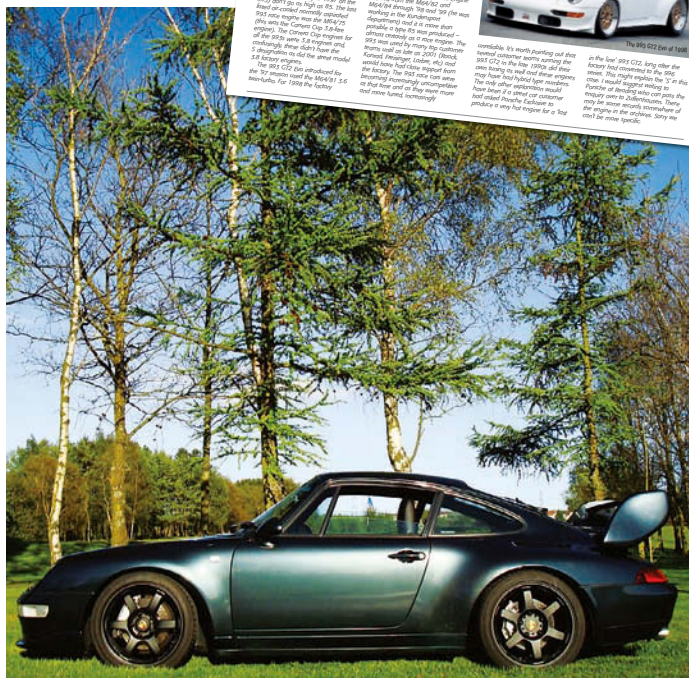 don't go as high as 85. The last
listed air-cooled normally aspirated
993 race engine was the M64/75
(this was the Carrera Cup 3.8-litre
engine). The Carrera Cup engines for
all the 993s were 3.8 engines and,
confusingly, these didn't have the
S designation as did the street model
3.8 factory engines.
The 993 GT2 Evo introduced for
the '97 season used the M64/81 3.6
twin-turbo. For 1998 the factory
from the M64/82 and
M64/84 through '98 and '99 (he was
working in the Kundensport
department) and it is more than
possible a type 85 was produced –
almost certainly as a race engine. The
993 was used by many top customer
teams until as late as 2001 (Roock,
Konrad, Freisinger, etc) and
would have had close support from
the factory. The 993 race cars were
becoming increasingly uncompetitive
at that time and as they were more
and more tuned, increasingly
The 993 GT2 Evo of 1998
unreliable. It's worth pointing out that
several customer teams running the
993 GT2 in the late 1990s did their
own tuning as well and these engines
may have had hybrid numbers.
The only other explanation would
have been if a street car customer
had asked Porsche Exclusive to
produce a very hot engine for a 'last
in the line' 993 GT2, long after the
factory had converted to the 996
series. This might explain the 'S' in this
case. I would suggest writing to
Porsche at Reading who can pass the
enquiry over to Zuffenhausen. There
may be some records somewhere of
the engine in the archives. Sorry we
can't be more specific.